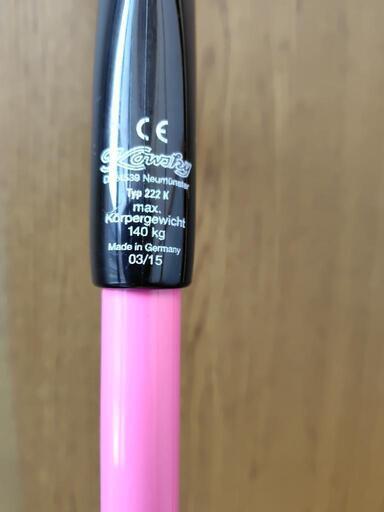 CE
Kowsky
D-24539 Neumünster
Typ 222 K
max.
Körpergewicht
140 kg
Made in Germany
03/15